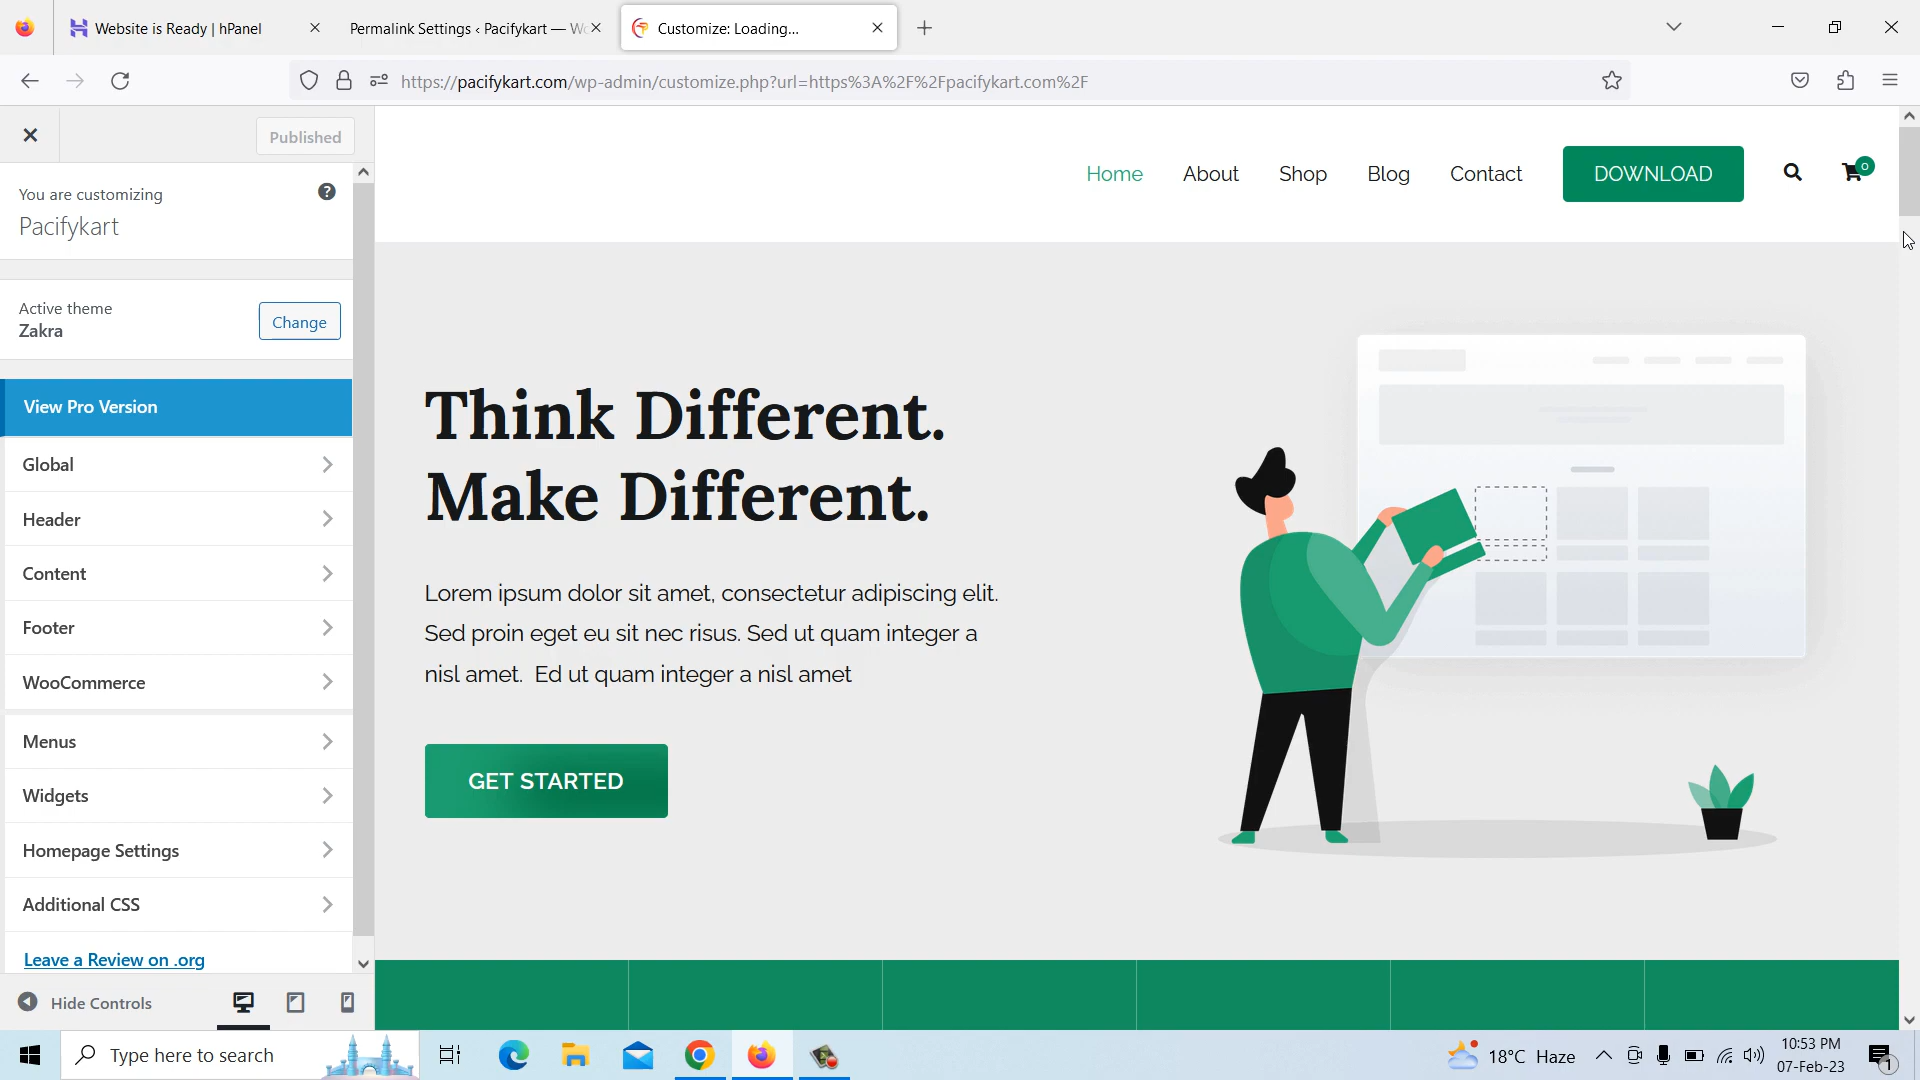 Website is Ready | hPanel
Permalink Settings ‹ Pacifykart — Wo
Customize: Loading...
https://pacifykart.com/wp-admin/customize.php?url=https%3A%2F%2Fpacifykart.com%2F
Published
You are customizing
Pacifykart
Active theme
Zakra
Change
View Pro Version
Global
Header
Content
Footer
WooCommerce
Menus
Widgets
Homepage Settings
Additional CSS
Leave a Review on .org
Hide Controls
Home
About
Shop
Blog
Contact
DOWNLOAD
0
Think Different.
Make Different.
Lorem ipsum dolor sit amet, consectetur adipiscing elit.
Sed proin eget eu sit nec risus. Sed ut quam integer a
nisl amet.  Ed ut quam integer a nisl amet
GET STARTED
Type here to search
18°C Haze
10:53 PM
07-Feb-23
1